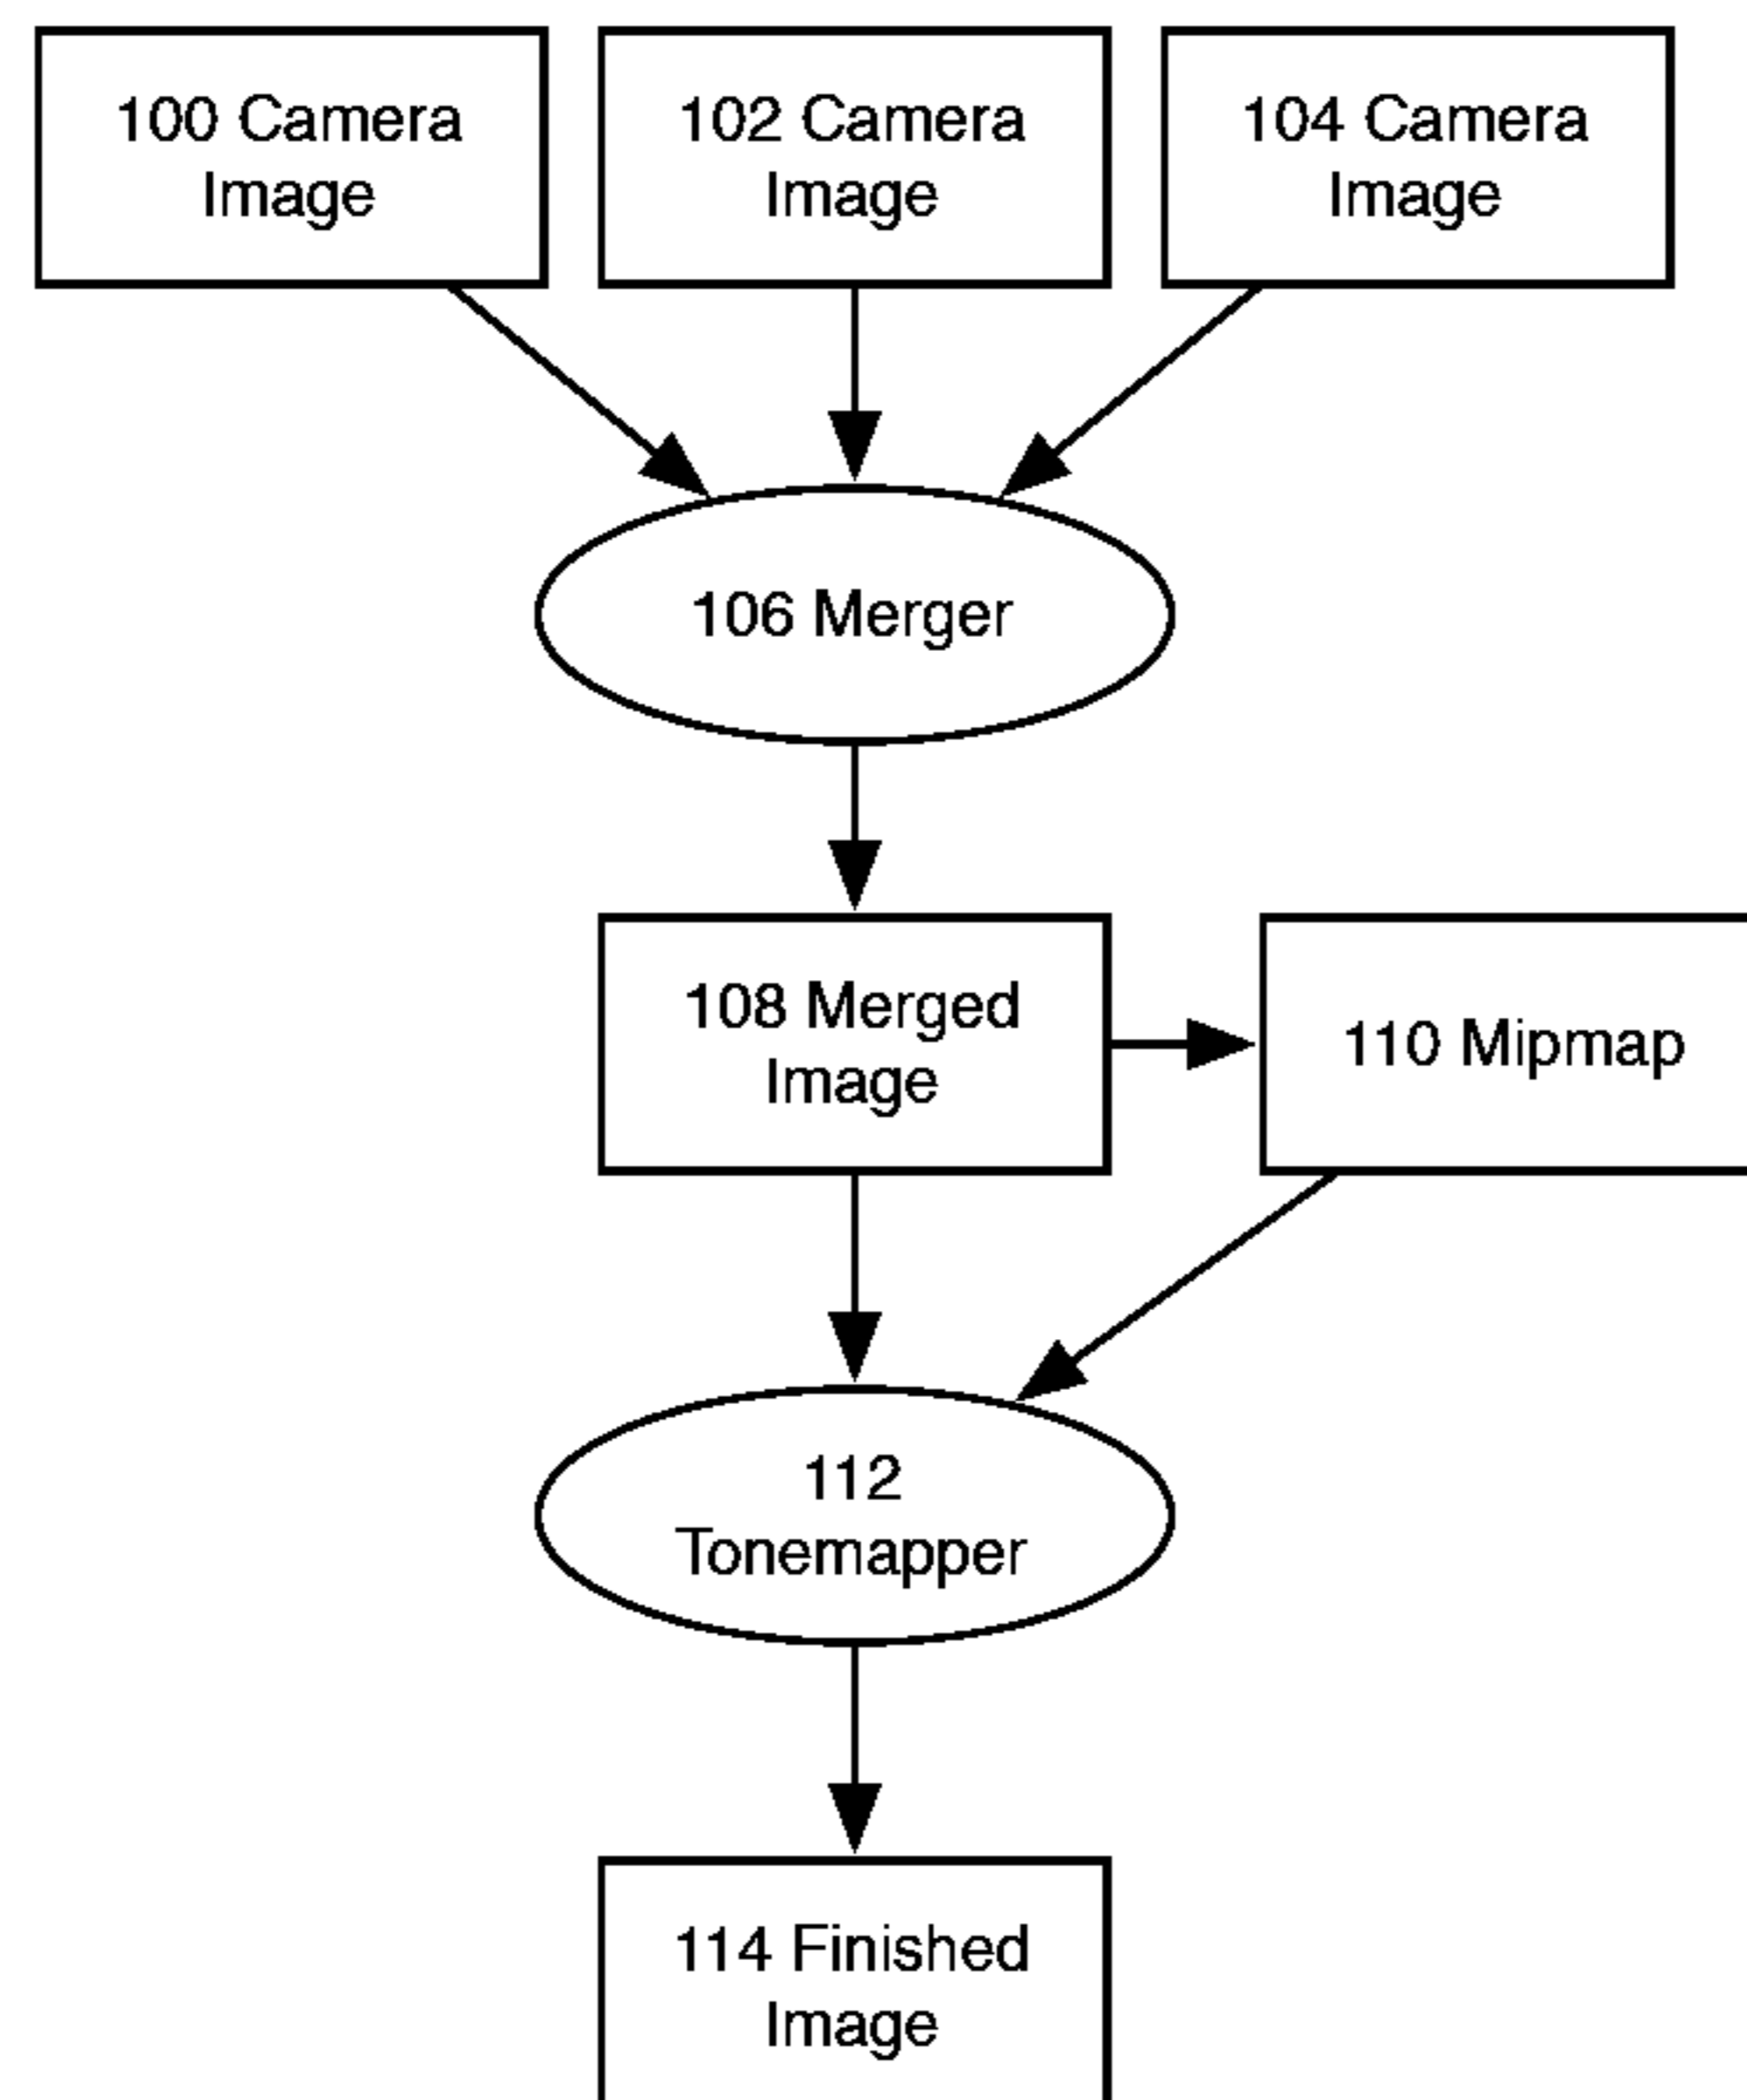 100 Camera
Image
102 Camera
Image
104 Camera
Image
106 Merger
108 Merged
Image
110 Mipmap
112
Tonemapper
114 Finished
Image